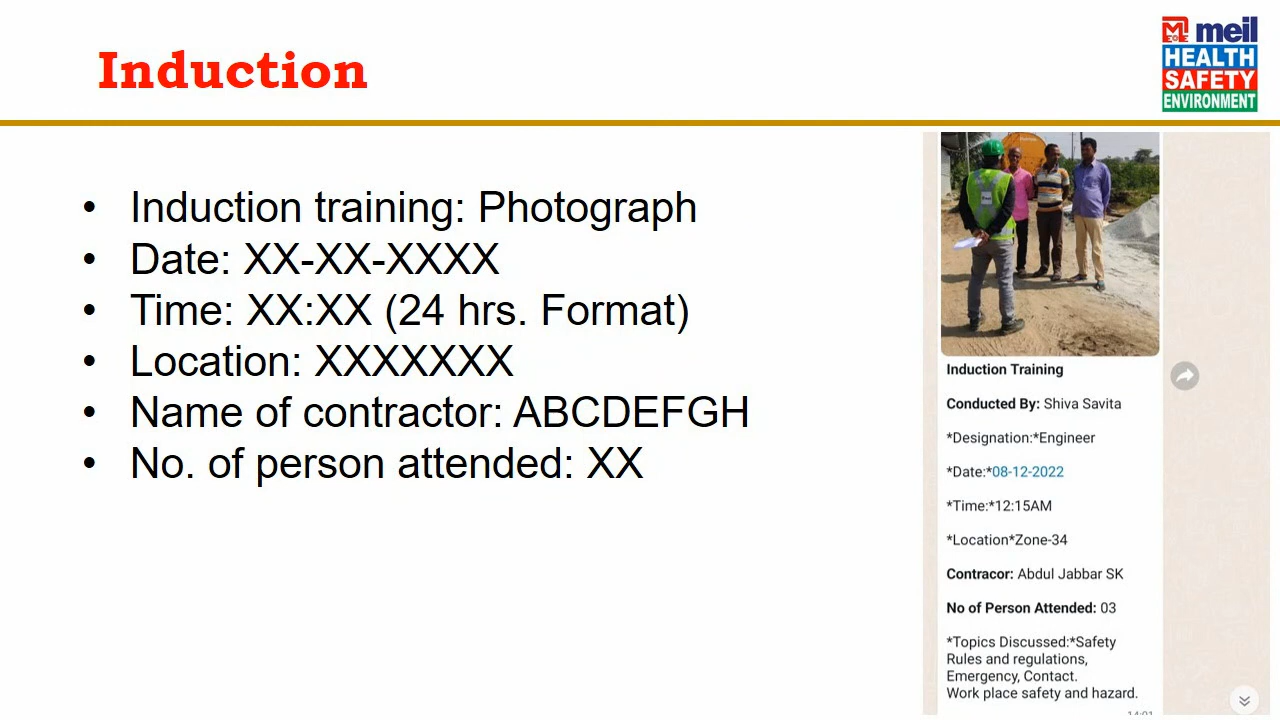 Induction
meil
HEALTH
SAFETY
ENVIRONMENT
• Induction training: Photograph
• Date: XX-XX-XXXX
• Time: XX:XX (24 hrs. Format)
• Location: XXXXXXX
• Name of contractor: ABCDEFGH
• No. of person attended: XX
Induction Training
Conducted By: Shiva Savita
*Designation:*Engineer
*Date:*08-12-2022
*Time:*12:15AM
*Location*Zone-34
Contracor: Abdul Jabbar SK
No of Person Attended: 03
*Topics Discussed:*Safety
Rules and regulations,
Emergency, Contact.
Work place safety and hazard.